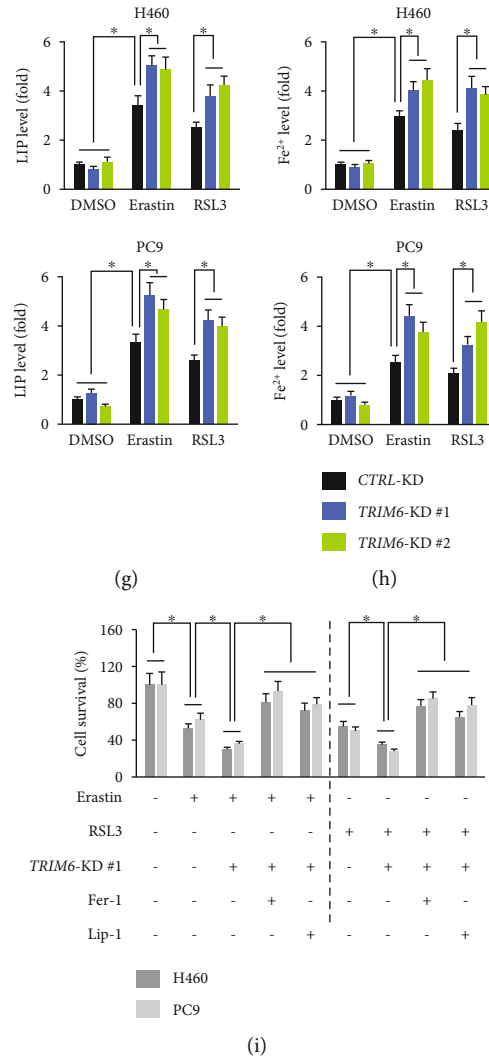 H460
LIP level (fold)
6
4
2
0
* * *
DMSO Erastin RSL3
PC9
LIP level (fold)
6
4
2
0
* * *
DMSO Erastin RSL3
(g)
H460
Fe2+ level (fold)
6
4
2
0
* * *
DMSO Erastin RSL3
PC9
Fe2+ level (fold)
6
4
2
0
* * *
DMSO Erastin RSL3
CTRL-KD
TRIM6-KD #1
TRIM6-KD #2
(h)
Cell survival (%)
160
120
80
40
0
* * * * *
Erastin - + + + + - - - -
RSL3 - - - - - + + + +
TRIM6-KD #1 - - + + + - + + +
Fer-1 - - - + - - - + -
Lip-1 - - - - + - - - +
H460
PC9
(i)